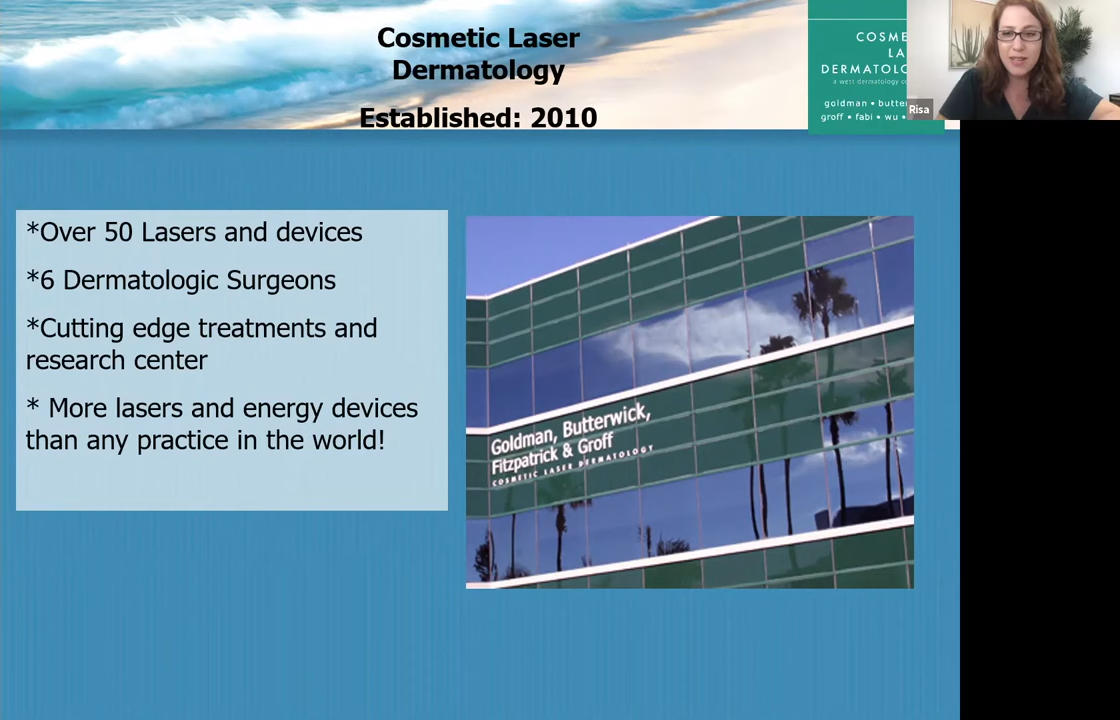 Cosmetic Laser
Dermatology
Established: 2010
COSME
LA
DERMATOLO
a west dermatology co
goldman • butte
groff • fabi • wu •
Risa
*Over 50 Lasers and devices
*6 Dermatologic Surgeons
*Cutting edge treatments and
research center
* More lasers and energy devices
than any practice in the world!
Goldman, Butterwick,
Fitzpatrick & Groff
COSMETIC LASER DERMATOLOGY